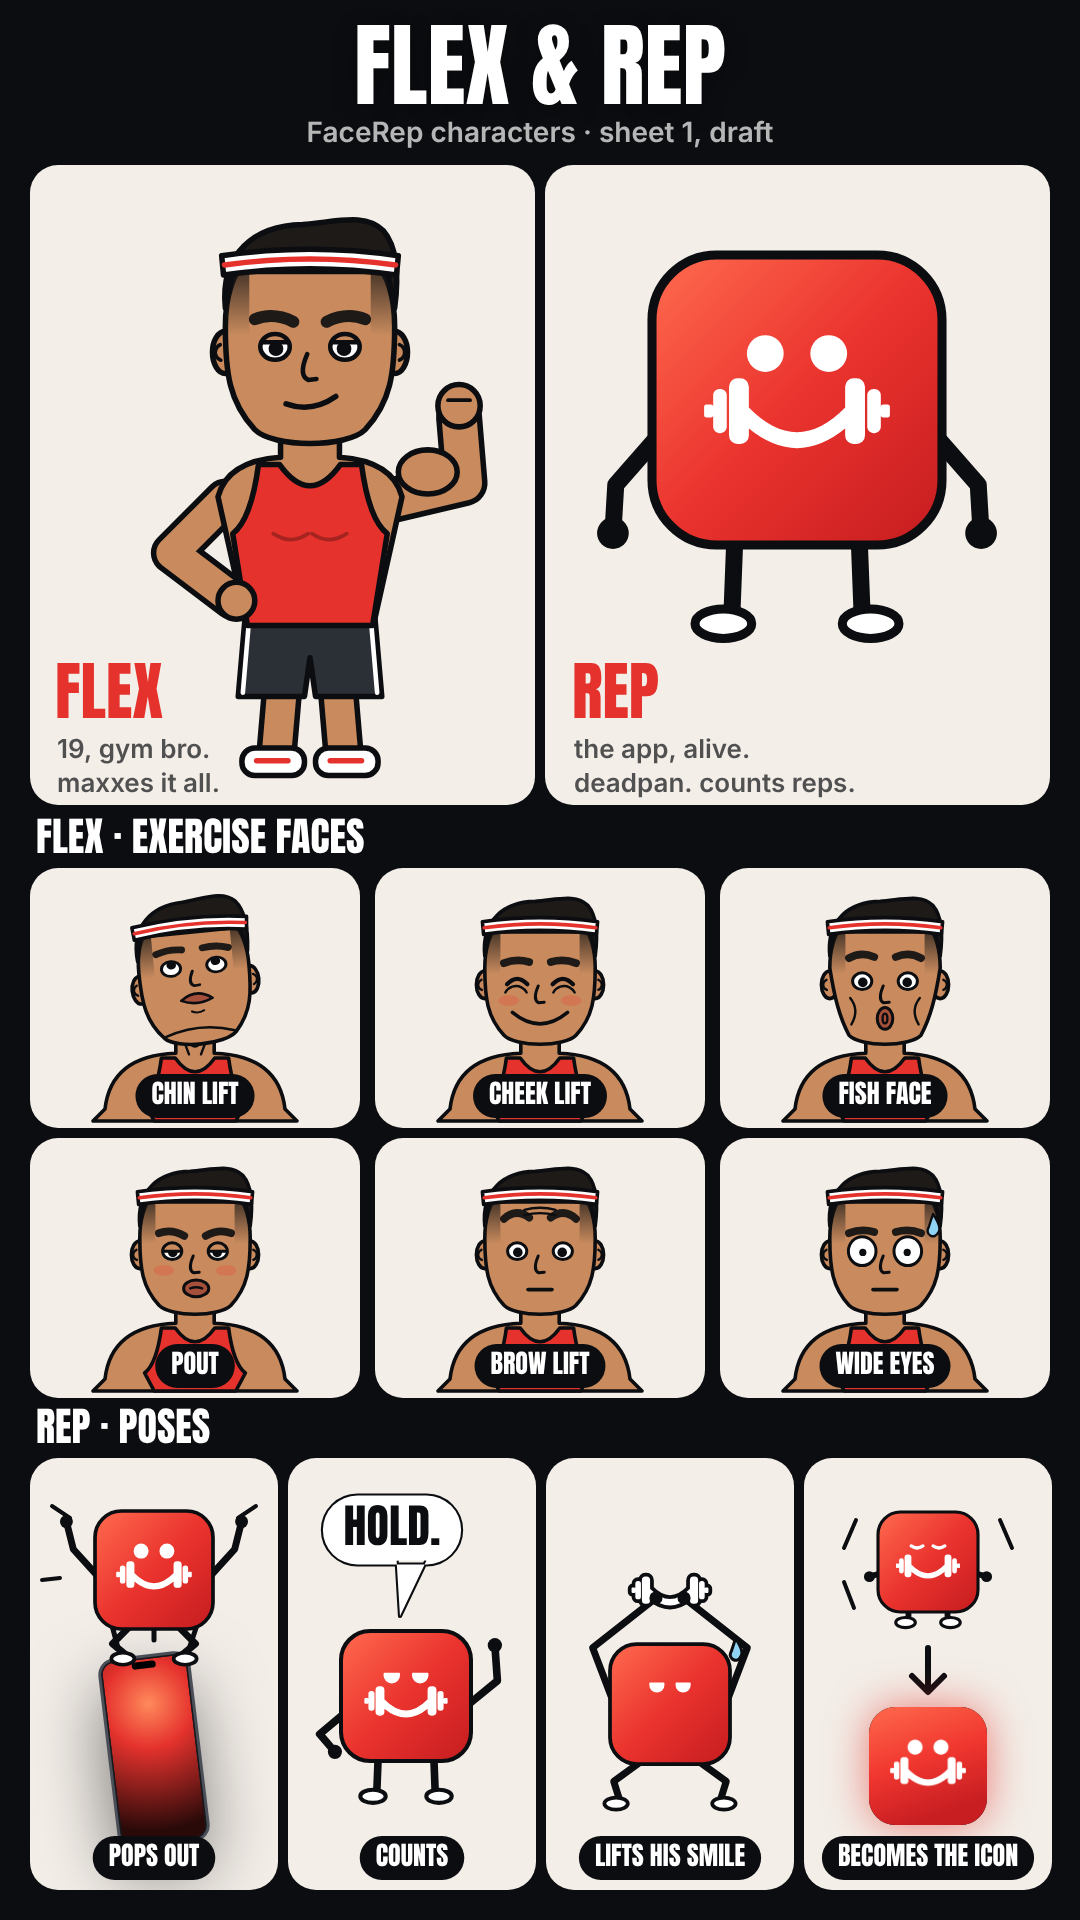 FLEX & REP
FaceRep characters · sheet 1, draft
FLEX
19, gym bro.
maxxes it all.
REP
the app, alive.
deadpan. counts reps.
FLEX · EXERCISE FACES
CHIN LIFT
CHEEK LIFT
FISH FACE
POUT
BROW LIFT
WIDE EYES
REP · POSES
HOLD.
POPS OUT
COUNTS
LIFTS HIS SMILE
BECOMES THE ICON